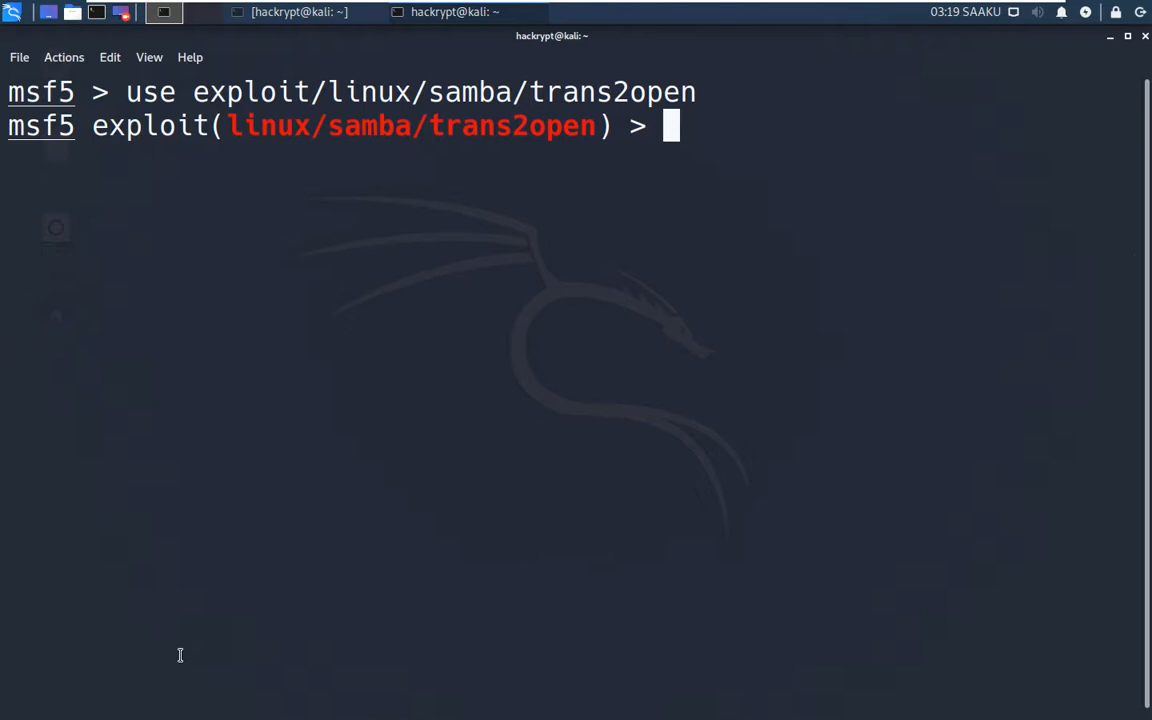 [hackrypt@kali: ~]
hackrypt@kali: ~
03:19 SAAKU
hackrypt@kali: ~
File Actions Edit View Help
msf5 > use exploit/linux/samba/trans2open
msf5 exploit(linux/samba/trans2open) >